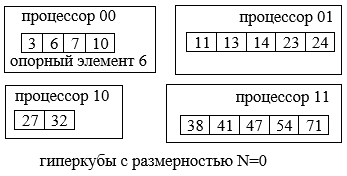 процессор 00
3 6 7 10
опорный элемент 6
процессор 01
11 13 14 23 24
процессор 10
27 32
процессор 11
38 41 47 54 71
гиперкубы с размерностью N=0